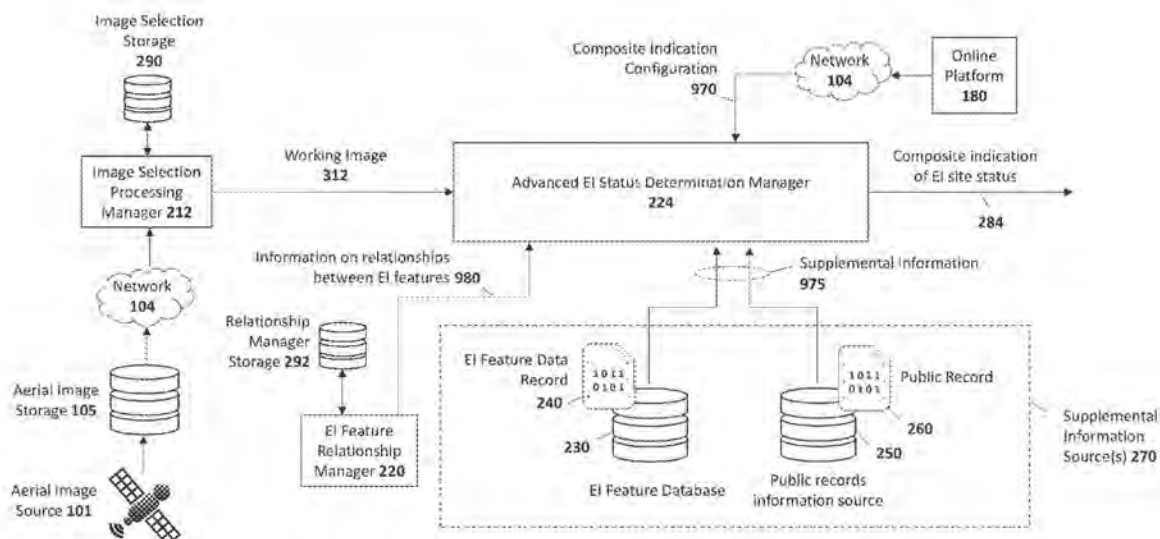 Image Selection
Storage
290
Image Selection
Processing
Manager 212
Network
104
Aerial Image
Storage 105
Aerial Image
Source 101
Working Image
312
Composite Indication
Configuration
970
Network
104
Online
Platform
180
Advanced EI Status Determination Manager
224
Composite indication
of EI site status
284
Information on relationships
between EI features 980
Relationship
Manager
Storage 292
EI Feature
Relationship
Manager 220
Supplemental Information
975
EI Feature Data
Record
240
1011
0101
230
EI Feature Database
1011
0101
Public Record
260
250
Public records
information source
Supplemental
Information
Source(s) 270